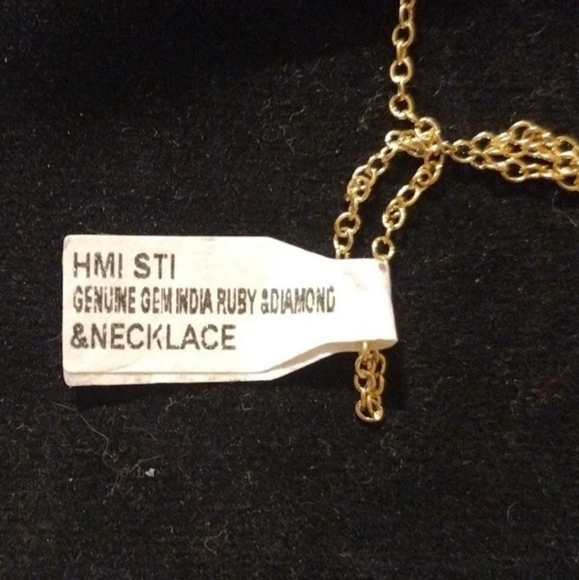 HMI STI
GENUINE GEM INDIA RUBY &DIAMOND
&NECKLACE